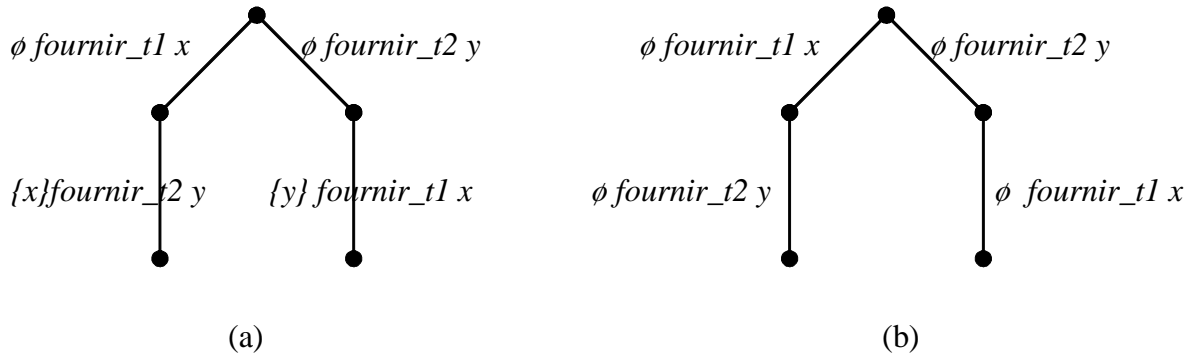 ϕ fournir_t1 x ϕ fournir_t2 y ϕ fournir_t1 x ϕ fournir_t2 y
{x}fournir_t2 y {y} fournir_t1 x ϕ fournir_t2 y ϕ fournir_t1 x
(a) (b)